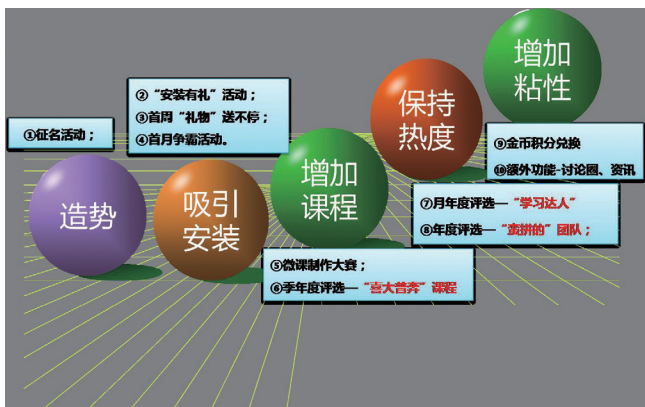 ①征名活动；
造势
②“安装有礼”活动；
③首周“礼物”送不停；
④首月争霸活动。
吸引
安装
增加
课程
⑤微课制作大赛；
⑥季年度评选—“喜大普奔”课程
保持
热度
⑦月年度评选—“学习达人”
⑧年度评选—“蛮拼的”团队；
增加
粘性
⑨金币积分兑换
⑩额外功能-讨论圈、资讯